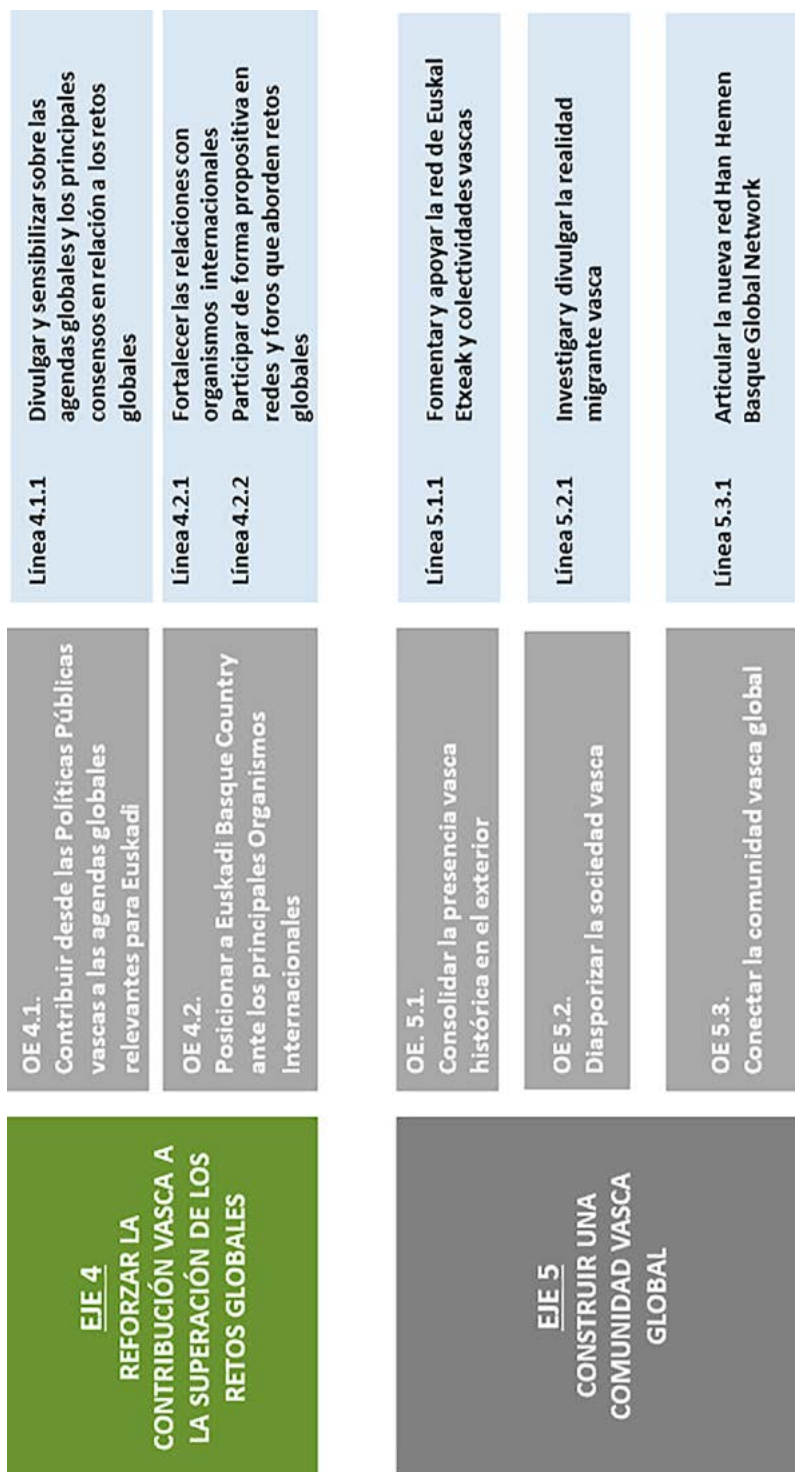 EJE 4
REFORZAR LA
CONTRIBUCIÓN VASCA A
LA SUPERACIÓN DE LOS
RETOS GLOBALES
OE 4.1.
Contribuir desde las Políticas Públicas
vascas a las agendas globales
relevantes para Euskadi
Línea 4.1.1
Divulgar y sensibilizar sobre las
agendas globales y los principales
consensos en relación a los retos
globales
OE 4.2.
Posicionar a Euskadi Basque Country
ante los principales Organismos
Internacionales
Línea 4.2.1
Fortalecer las relaciones con
organismos internacionales
Línea 4.2.2
Participar de forma propositiva en
redes y foros que aborden retos
globales
EJE 5
CONSTRUIR UNA
COMUNIDAD VASCA
GLOBAL
OE. 5.1.
Consolidar la presencia vasca
histórica en el exterior
Línea 5.1.1
Fomentar y apoyar la red de Euskal
Etxeak y colectividades vascas
OE 5.2.
Diasporizar la sociedad vasca
Línea 5.2.1
Investigar y divulgar la realidad
migrante vasca
OE 5.3.
Conectar la comunidad vasca global
Línea 5.3.1
Articular la nueva red Han Hemen
Basque Global Network